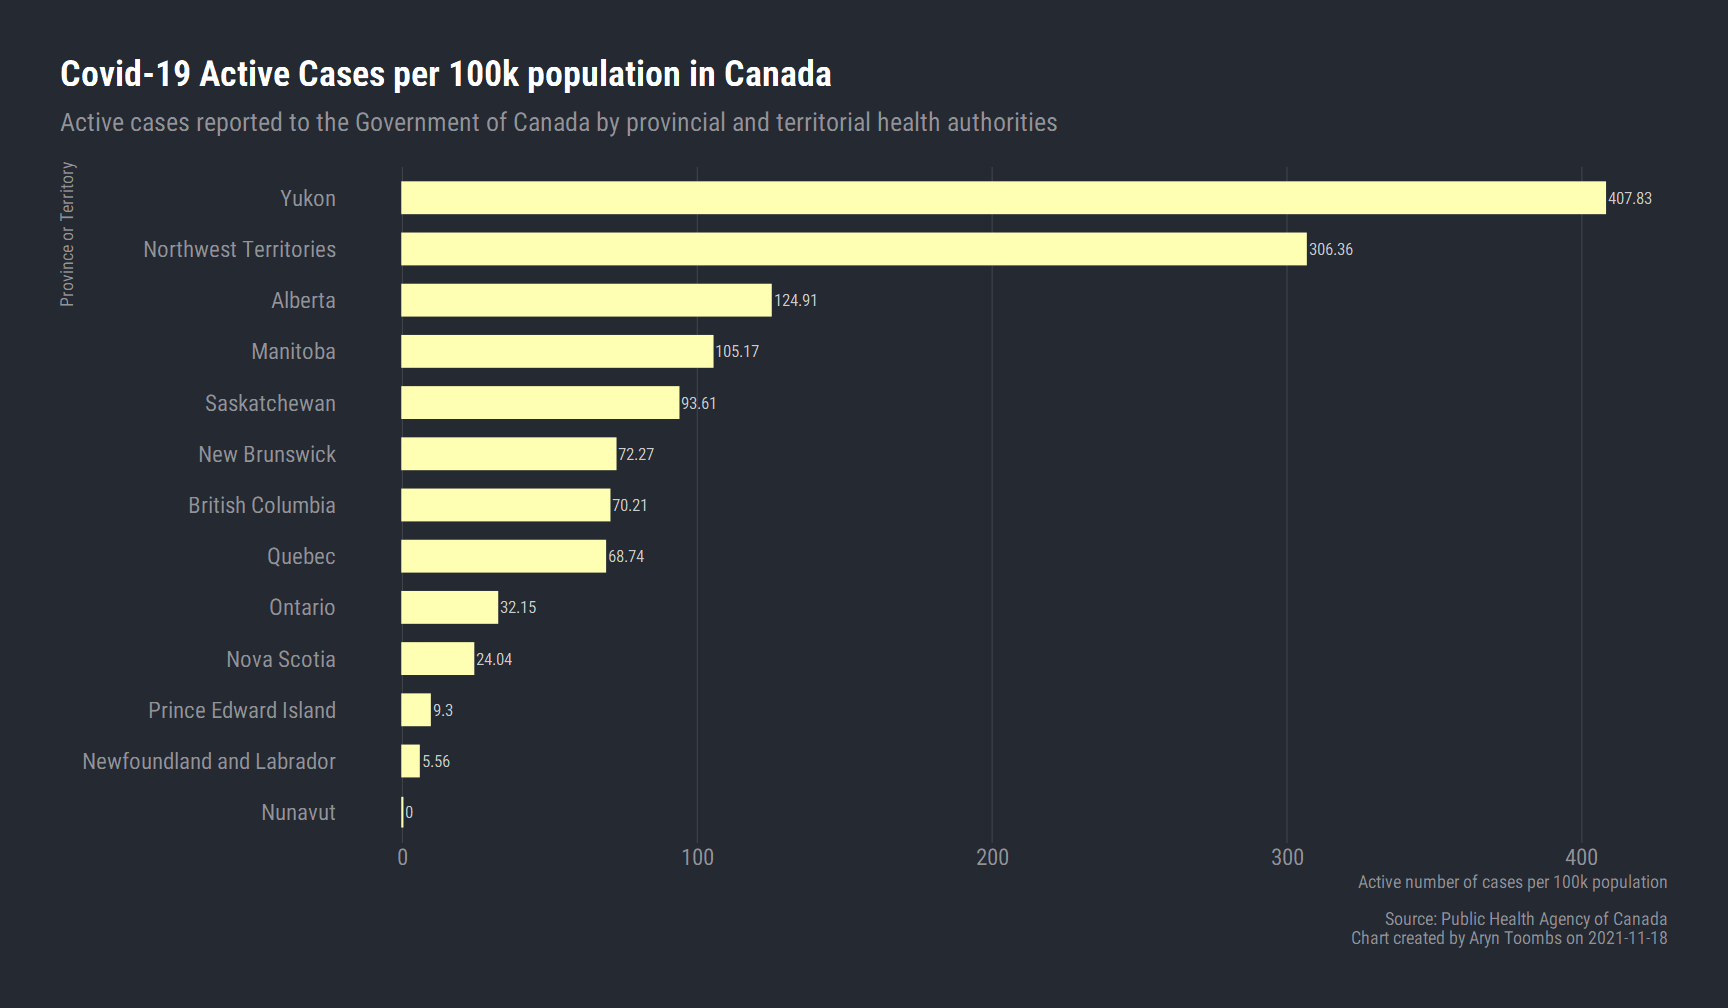 Covid-19 Active Cases per 100k population in Canada
Active cases reported to the Government of Canada by provincial and territorial health authorities
Province or Territory
Yukon 407.83
Northwest Territories 306.36
Alberta 124.91
Manitoba 105.17
Saskatchewan 93.61
New Brunswick 72.27
British Columbia 70.21
Quebec 68.74
Ontario 32.15
Nova Scotia 24.04
Prince Edward Island 9.3
Newfoundland and Labrador 5.56
Nunavut 0
0 100 200 300 400
Active number of cases per 100k population
Source: Public Health Agency of Canada
Chart created by Aryn Toombs on 2021-11-18